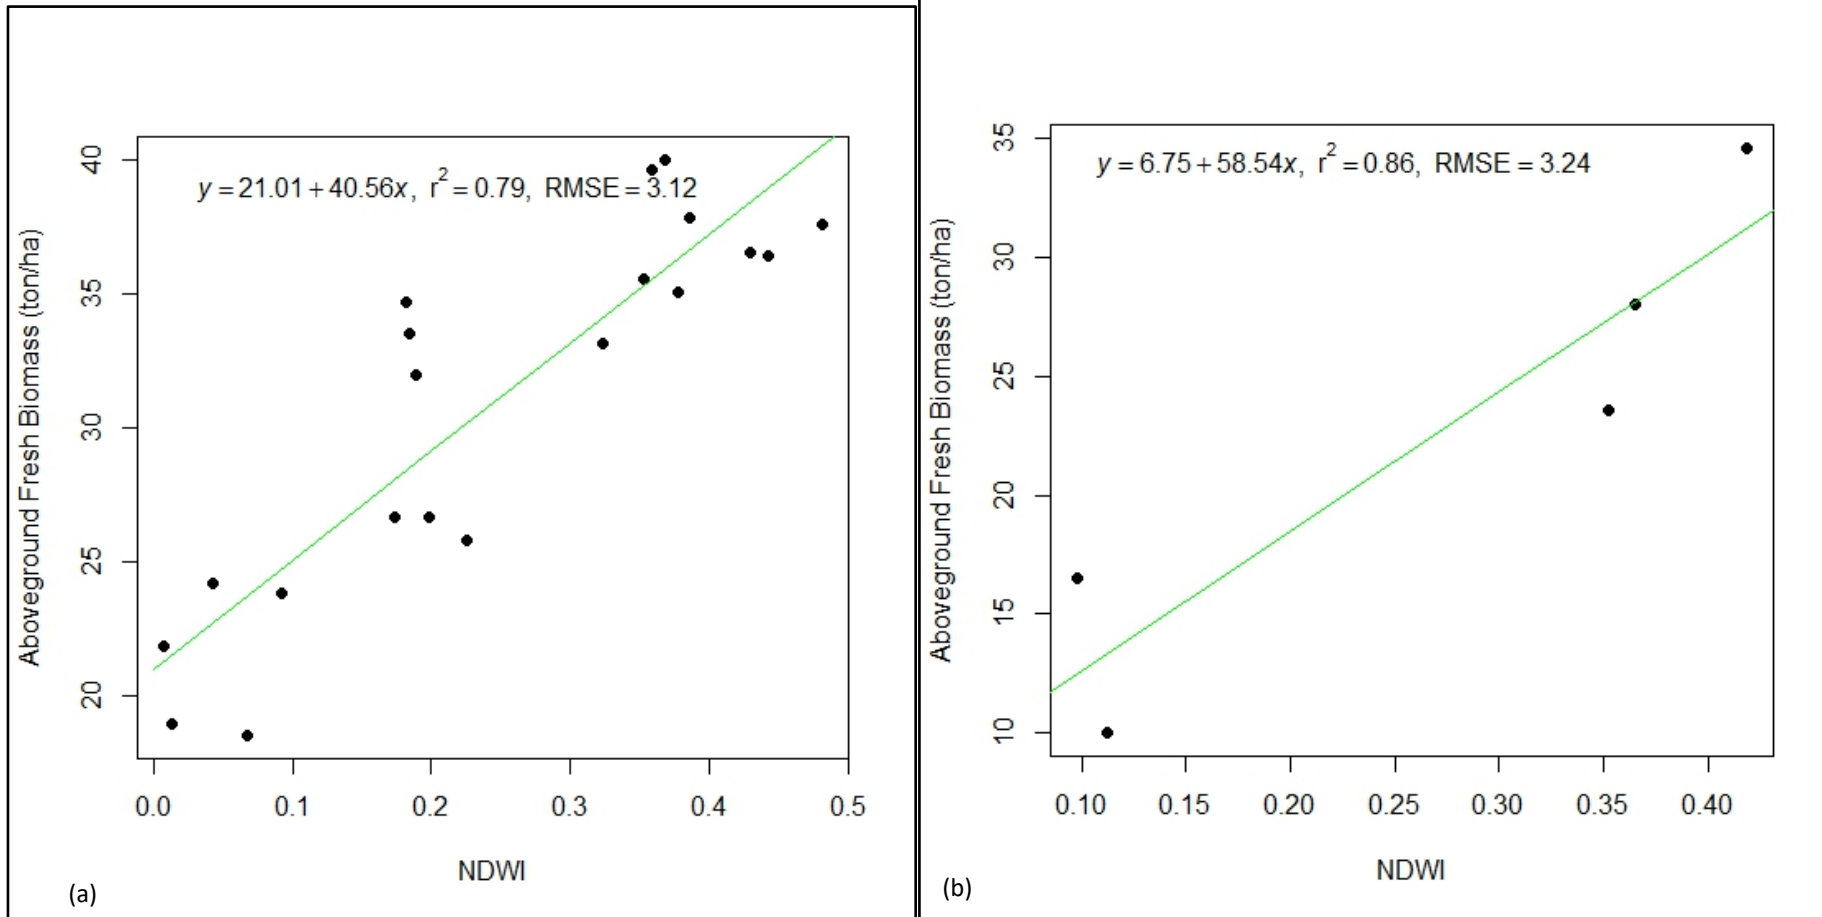 y = 21.01 + 40.56x, r² = 0.79, RMSE = 3.12
Aboveground Fresh Biomass (ton/ha)
40
35
30
25
20
0.0 0.1 0.2 0.3 0.4 0.5
NDWI
(a)
y = 6.75 + 58.54x, r² = 0.86, RMSE = 3.24
Aboveground Fresh Biomass (ton/ha)
35
30
25
20
15
10
0.10 0.15 0.20 0.25 0.30 0.35 0.40
NDWI
(b)